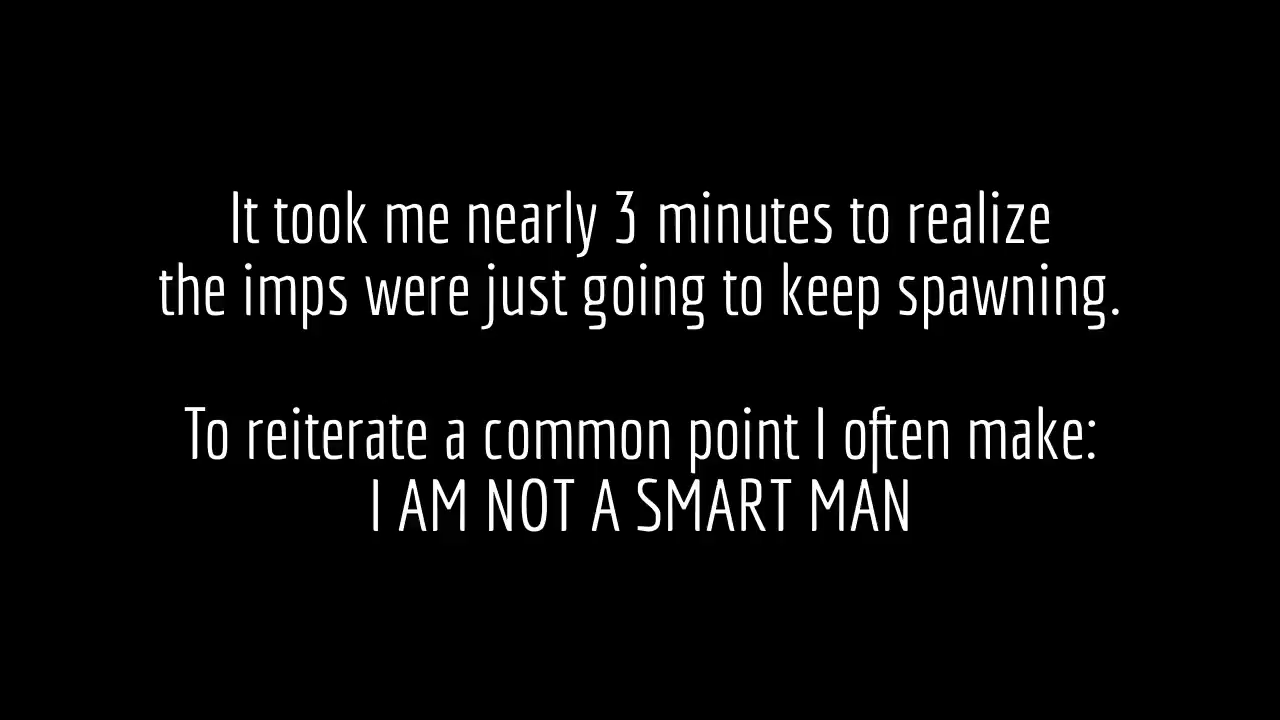 It took me nearly 3 minutes to realize
the imps were just going to keep spawning.
To reiterate a common point I often make:
I AM NOT A SMART MAN